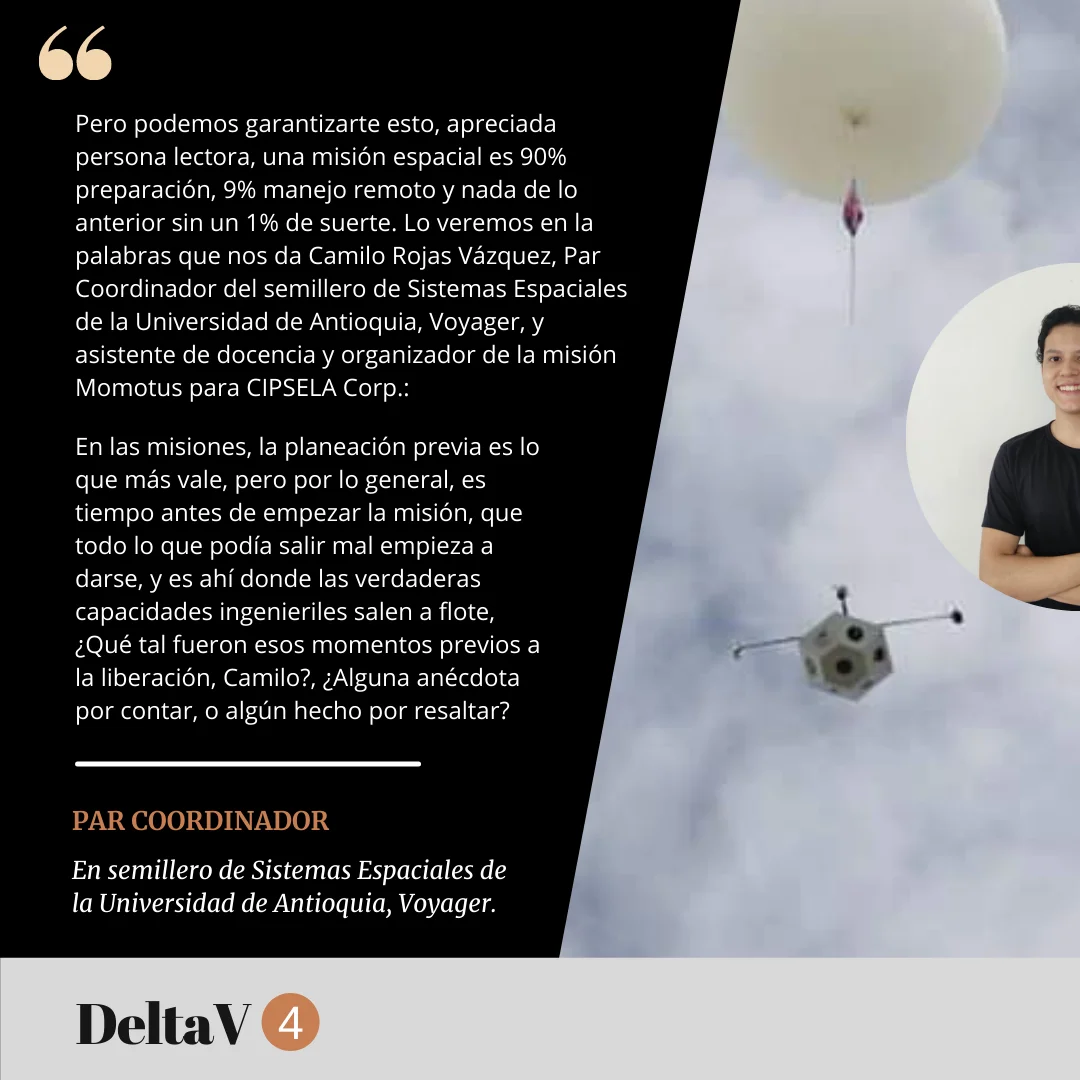 “
Pero podemos garantizarte esto, apreciada
persona lectora, una misión espacial es 90%
preparación, 9% manejo remoto y nada de lo
anterior sin un 1% de suerte. Lo veremos en la
palabras que nos da Camilo Rojas Vázquez, Par
Coordinador del semillero de Sistemas Espaciales
de la Universidad de Antioquia, Voyager, y
asistente de docencia y organizador de la misión
Momotus para CIPSELA Corp.:
En las misiones, la planeación previa es lo
que más vale, pero por lo general, es
tiempo antes de empezar la misión, que
todo lo que podía salir mal empieza a
darse, y es ahí donde las verdaderas
capacidades ingenieriles salen a flote,
¿Qué tal fueron esos momentos previos a
la liberación, Camilo?, ¿Alguna anécdota
por contar, o algún hecho por resaltar?
PAR COORDINADOR
En semillero de Sistemas Espaciales de
la Universidad de Antioquia, Voyager.
DeltaV 4